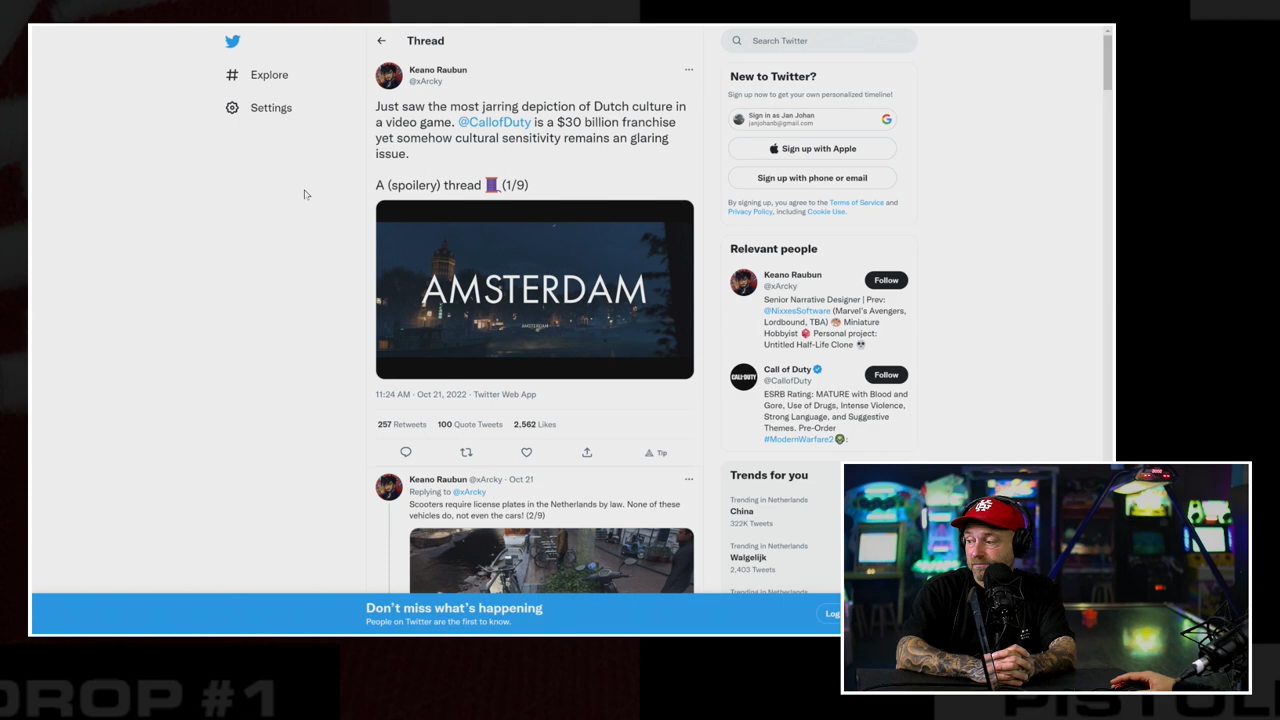 Explore
Settings
Thread
Keano Raubun
@xArcky
Just saw the most jarring depiction of Dutch culture in
a video game. @CallofDuty is a $30 billion franchise
yet somehow cultural sensitivity remains an glaring
issue.
A (spoilery) thread 🧵(1/9)
AMSTERDAM
AMSTERDAM
11:24 AM · Oct 21, 2022 · Twitter Web App
257 Retweets 100 Quote Tweets 2,562 Likes
Tip
Keano Raubun @xArcky · Oct 21
Replying to @xArcky
Scooters require license plates in the Netherlands by law. None of these
vehicles do, not even the cars! (2/9)
Search Twitter
New to Twitter?
Sign up now to get your own personalized timeline!
Sign in as Jan Johan
janjohanb@gmail.com
Sign up with Apple
Sign up with phone or email
By signing up, you agree to the Terms of Service and
Privacy Policy, including Cookie Use.
Relevant people
Keano Raubun
@xArcky
Follow
Senior Narrative Designer | Prev:
@NixxesSoftware (Marvel's Avengers,
Lordbound, TBA) 👨🏻‍🎨 Miniature
Hobbyist 👹 Personal project:
Untitled Half-Life Clone 💀
CALL·DUTY
Call of Duty
@CallofDuty
Follow
ESRB Rating: MATURE with Blood and
Gore, Use of Drugs, Intense Violence,
Strong Language, and Suggestive
Themes. Pre-Order
#ModernWarfare2 :
Trends for you
Trending in Netherlands
China
322K Tweets
Trending in Netherlands
Walgelijk
2,403 Tweets
Trending in Netherlands
Don't miss what's happening
People on Twitter are the first to know.
Log
DROP #1
PISTOL